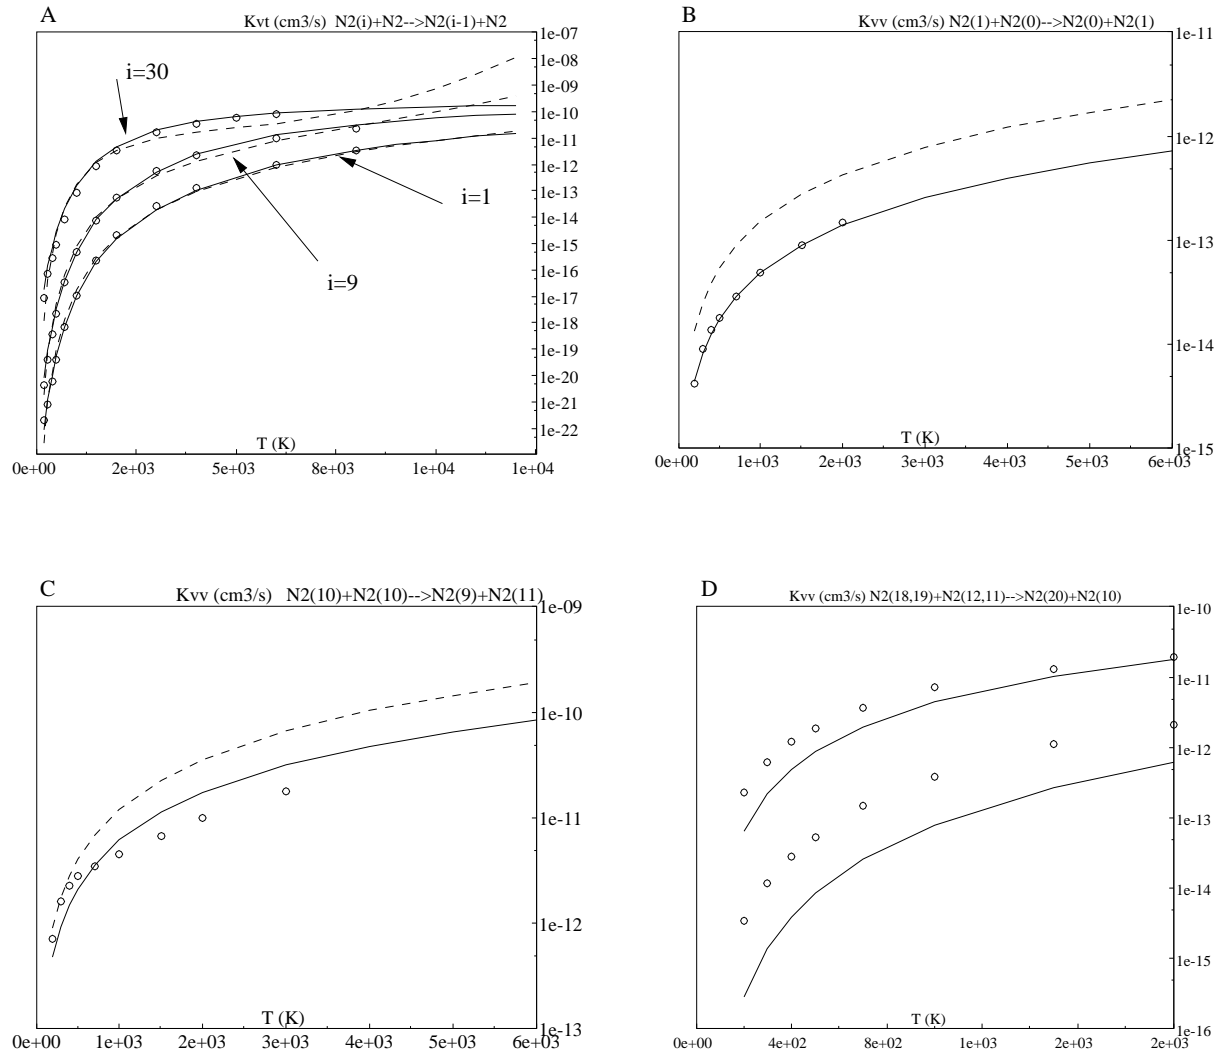 A
Kvt (cm3/s) N2(i)+N2-->N2(i-1)+N2
1e-07
1e-08
1e-09
1e-10
1e-11
1e-12
1e-13
1e-14
1e-15
1e-16
1e-17
1e-18
1e-19
1e-20
1e-21
1e-22
i=30
i=1
i=9
T (K)
0e+00 2e+03 5e+03 8e+03 1e+04 1e+04
B
Kvv (cm3/s) N2(1)+N2(0)-->N2(0)+N2(1)
1e-11
1e-12
1e-13
1e-14
1e-15
T (K)
0e+00 1e+03 2e+03 3e+03 4e+03 5e+03 6e+03
C
Kvv (cm3/s) N2(10)+N2(10)-->N2(9)+N2(11)
1e-09
1e-10
1e-11
1e-12
1e-13
T (K)
0e+00 1e+03 2e+03 3e+03 4e+03 5e+03 6e+03
D
Kvv (cm3/s) N2(18,19)+N2(12,11)-->N2(20)+N2(10)
1e-10
1e-11
1e-12
1e-13
1e-14
1e-15
1e-16
T (K)
0e+00 4e+02 8e+02 1e+03 2e+03 2e+03